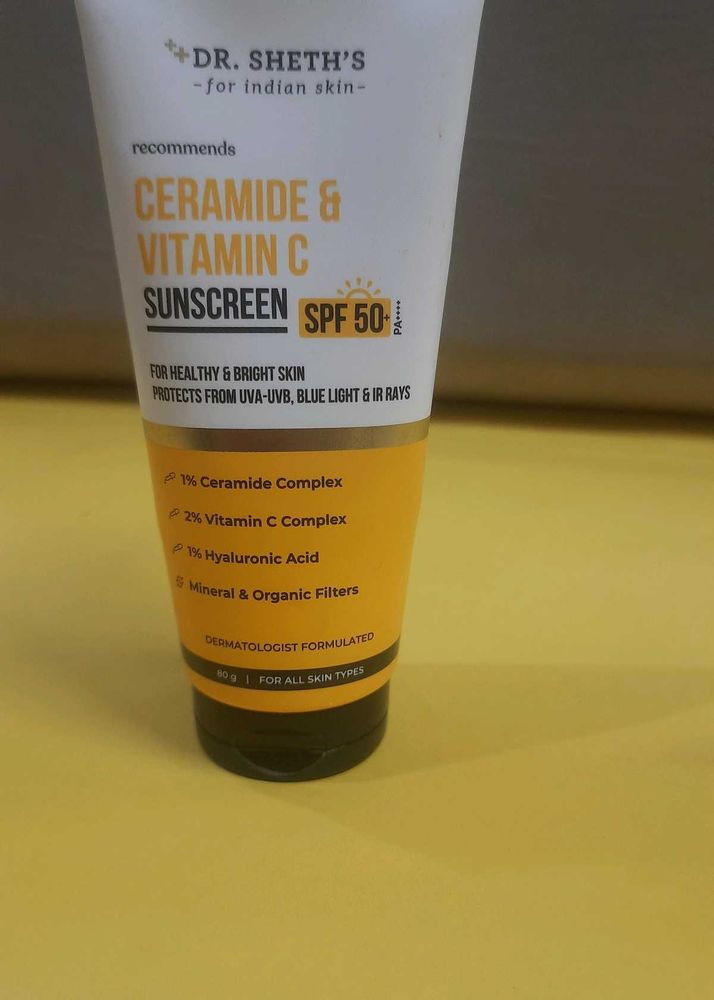 DR. SHETH'S
-for indian skin-
recommends
CERAMIDE &
VITAMIN C
SUNSCREEN SPF 50+ PA++++
FOR HEALTHY & BRIGHT SKIN
PROTECTS FROM UVA-UVB, BLUE LIGHT & IR RAYS
1% Ceramide Complex
2% Vitamin C Complex
1% Hyaluronic Acid
Mineral & Organic Filters
DERMATOLOGIST FORMULATED
80 g | FOR ALL SKIN TYPES